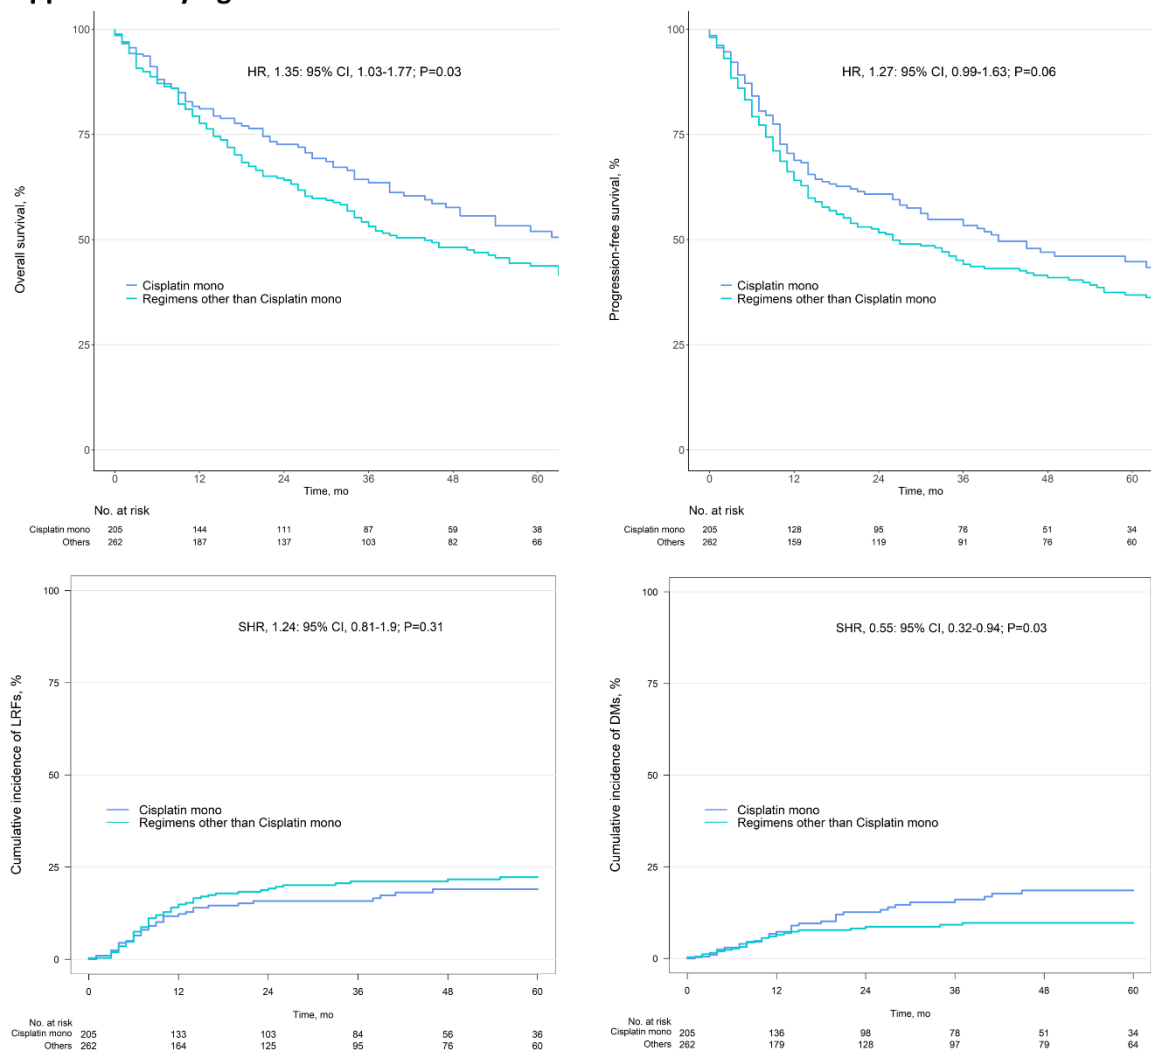 100
75
50
25
0
Overall survival, %
HR, 1.35: 95% CI, 1.03-1.77; P=0.03
Cisplatin mono
Regimens other than Cisplatin mono
0 12 24 36 48 60
Time, mo
No. at risk
Cisplatin mono 205 144 111 87 59 38
Others 262 187 137 103 82 66
100
75
50
25
0
Progression-free survival, %
HR, 1.27: 95% CI, 0.99-1.63; P=0.06
Cisplatin mono
Regimens other than Cisplatin mono
0 12 24 36 48 60
Time, mo
No. at risk
Cisplatin mono 205 128 95 76 51 34
Others 262 159 119 91 76 60
100
75
50
25
0
Cumulative incidence of LRFs, %
SHR, 1.24: 95% CI, 0.81-1.9; P=0.31
Cisplatin mono
Regimens other than Cisplatin mono
0 12 24 36 48 60
Time, mo
No. at risk
Cisplatin mono 205 133 103 84 56 36
Others 262 164 125 95 76 60
100
75
50
25
0
Cumulative incidence of DMs, %
SHR, 0.55: 95% CI, 0.32-0.94; P=0.03
Cisplatin mono
Regimens other than Cisplatin mono
0 12 24 36 48 60
Time, mo
No. at risk
Cisplatin mono 205 136 98 78 51 34
Others 262 179 128 97 79 64